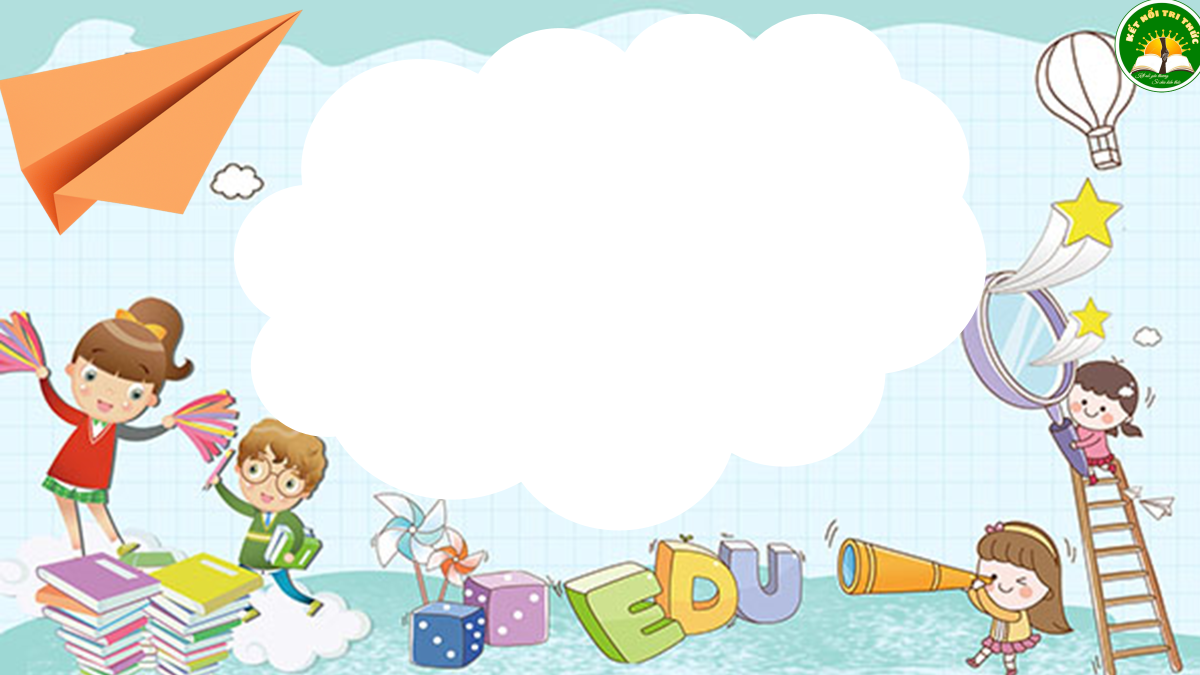 KẾT NỐI TRI THỨC
EDU